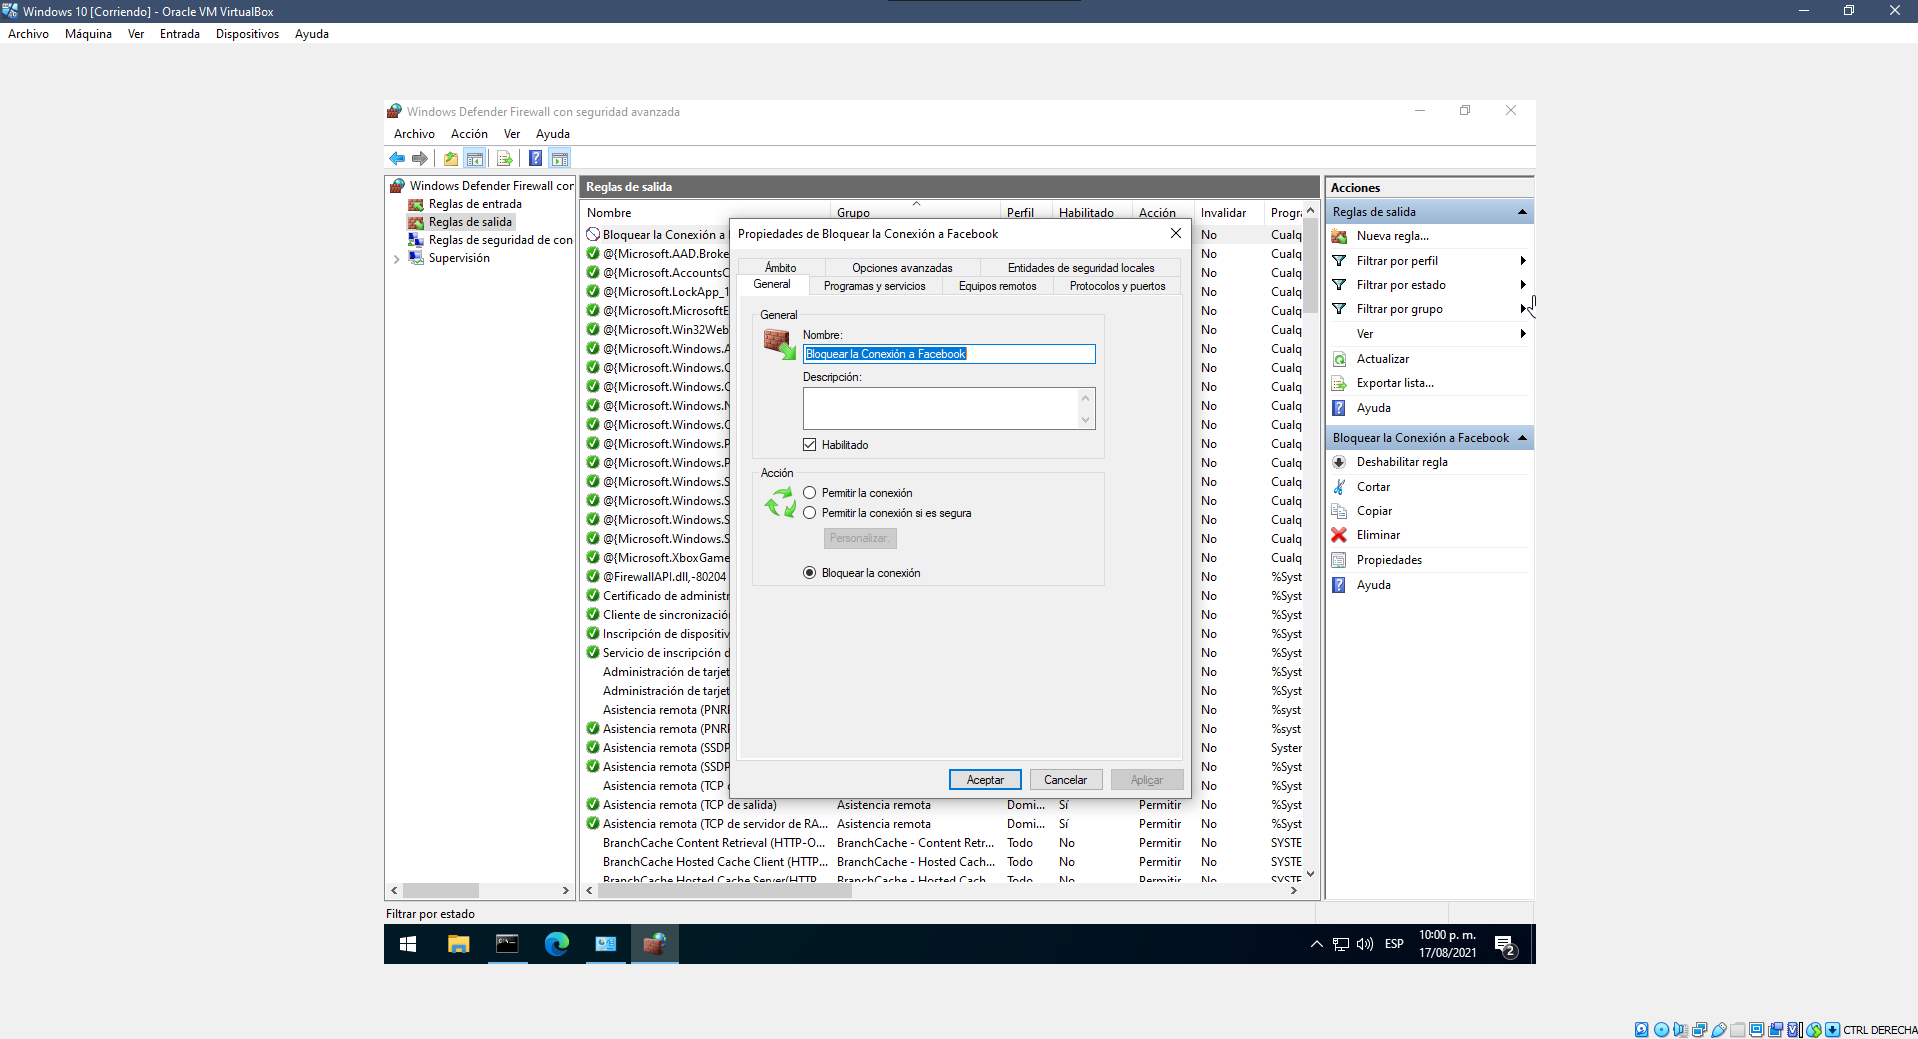 Windows 10 [Corriendo] - Oracle VM VirtualBox
Archivo Máquina Ver Entrada Dispositivos Ayuda
Windows Defender Firewall con seguridad avanzada
Archivo Acción Ver Ayuda
Windows Defender Firewall cor
Reglas de entrada
Reglas de salida
Reglas de seguridad de con
Supervisión
Reglas de salida
Nombre Grupo Perfil Habilitado Acción Invalidar Progra
Bloquear la Conexión a No Cualq
@{Microsoft.AAD.Broke No Cualq
@{Microsoft.AccountsC No Cualq
@{Microsoft.LockApp_1 No Cualq
@{Microsoft.MicrosoftE No Cualq
@{Microsoft.Win32Web No Cualq
@{Microsoft.Windows.A No Cualq
@{Microsoft.Windows.C No Cualq
@{Microsoft.Windows.C No Cualq
@{Microsoft.Windows.N No Cualq
@{Microsoft.Windows.C No Cualq
@{Microsoft.Windows.P No Cualq
@{Microsoft.Windows.P No Cualq
@{Microsoft.Windows.S No Cualq
@{Microsoft.Windows.S No Cualq
@{Microsoft.Windows.S No Cualq
@{Microsoft.Windows.S No Cualq
@{Microsoft.XboxGame No Cualq
@FirewallAPI.dll,-80204 No %Syst
Certificado de administr No %Syst
Cliente de sincronización No %Syst
Inscripción de dispositiv No %Syst
Servicio de inscripción d No %Syst
Administración de tarjet No %Syst
Administración de tarjet No %Syst
Asistencia remota (PNRP No %syst
Asistencia remota (PNRP No %syst
Asistencia remota (SSDP No System
Asistencia remota (SSDP No %Syst
Asistencia remota (TCP d No %Syst
Asistencia remota (TCP de salida) Asistencia remota Domi... Sí Permitir No %Syst
Asistencia remota (TCP de servidor de RA... Asistencia remota Domi... Sí Permitir No %Syst
BranchCache Content Retrieval (HTTP-O... BranchCache - Content Retr... Todo No Permitir No SYSTE
BranchCache Hosted Cache Client (HTTP... BranchCache - Hosted Cach... Todo No Permitir No SYSTE
BranchCache Hosted Cache Server(HTTP BranchCache - Hosted Cach Todo No Permitir No SYSTE
Propiedades de Bloquear la Conexión a Facebook
Ámbito Opciones avanzadas Entidades de seguridad locales
General Programas y servicios Equipos remotos Protocolos y puertos
General
Nombre:
Bloquear la Conexión a Facebook
Descripción:
Habilitado
Acción
Permitir la conexión
Permitir la conexión si es segura
Personalizar.
Bloquear la conexión
Aceptar Cancelar Aplicar
Acciones
Reglas de salida
Nueva regla...
Filtrar por perfil
Filtrar por estado
Filtrar por grupo
Ver
Actualizar
Exportar lista...
Ayuda
Bloquear la Conexión a Facebook
Deshabilitar regla
Cortar
Copiar
Eliminar
Propiedades
Ayuda
Filtrar por estado
ESP
10:00 p. m.
17/08/2021
2
CTRL DERECHA